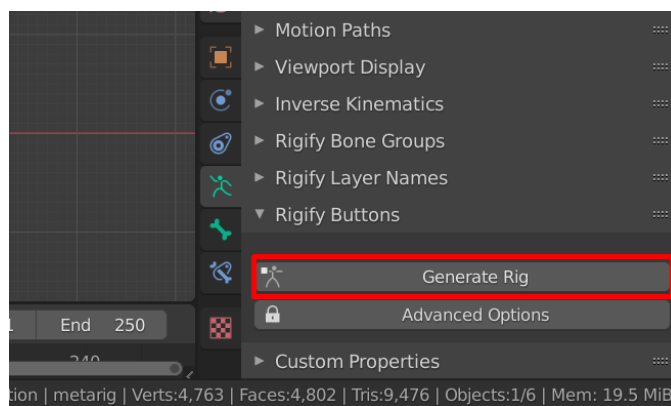 Motion Paths
Viewport Display
Inverse Kinematics
Rigify Bone Groups
Rigify Layer Names
Rigify Buttons
Generate Rig
End 250
Advanced Options
Custom Properties
| metarig | Verts:4,763 | Faces:4,802 | Tris:9,476 | Objects:1/6 | Mem: 19.5 MiB